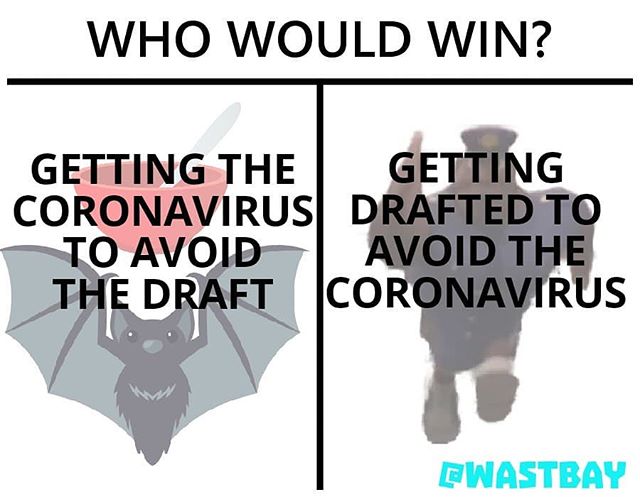 WHO WOULD WIN?
GETTING THE
CORONAVIRUS
TO AVOID
THE DRAFT
GETTING
DRAFTED TO
AVOID THE
CORONAVIRUS
@WASTBAY